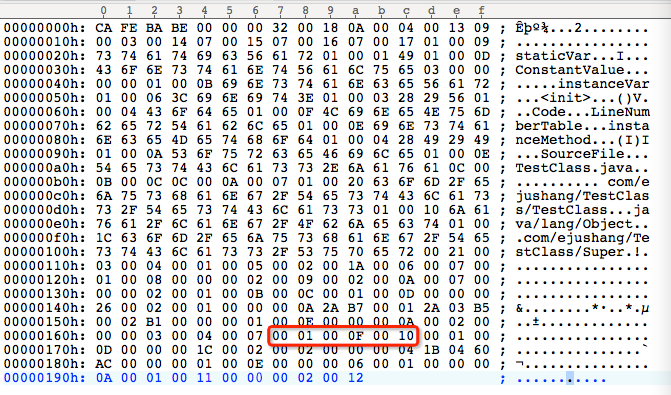 0 1 2 3 4 5 6 7 8 9 a b c d e f
00000000h: CA FE BA BE 00 00 00 32 00 18 0A 00 04 00 13 09 ; Êþº¾...2........
00000010h: 00 03 00 14 07 00 15 07 00 16 07 00 17 01 00 09 ; ................
00000020h: 73 74 61 74 69 63 56 61 72 01 00 01 49 01 00 0D ; staticVar...I...
00000030h: 43 6F 6E 73 74 61 6E 74 56 61 6C 75 65 03 00 00 ; ConstantValue...
00000040h: 00 00 01 00 0B 69 6E 73 74 61 6E 63 65 56 61 72 ; .....instanceVar
00000050h: 01 00 06 3C 69 6E 69 74 3E 01 00 03 28 29 56 01 ; ...<init>...()V.
00000060h: 00 04 43 6F 64 65 01 00 0F 4C 69 6E 65 4E 75 6D ; ..Code...LineNum
00000070h: 62 65 72 54 61 62 6C 65 01 00 0E 69 6E 73 74 61 ; berTable...insta
00000080h: 6E 63 65 4D 65 74 68 6F 64 01 00 04 28 49 29 49 ; nceMethod...(I)I
00000090h: 01 00 0A 53 6F 75 72 63 65 46 69 6C 65 01 00 0E ; ...SourceFile...
000000a0h: 54 65 73 74 43 6C 61 73 73 2E 6A 61 76 61 0C 00 ; TestClass.java..
000000b0h: 0B 00 0C 0C 00 0A 00 07 01 00 20 63 6F 6D 2F 65 ; .......... com/e
000000c0h: 6A 75 73 68 61 6E 67 2F 54 65 73 74 43 6C 61 73 ; jushang/TestClas
000000d0h: 73 2F 54 65 73 74 43 6C 61 73 73 01 00 10 6A 61 ; s/TestClass...ja
000000e0h: 76 61 2F 6C 61 6E 67 2F 4F 62 6A 65 63 74 01 00 ; va/lang/Object..
000000f0h: 1C 63 6F 6D 2F 65 6A 75 73 68 61 6E 67 2F 54 65 ; .com/ejushang/Te
00000100h: 73 74 43 6C 61 73 73 2F 53 75 70 65 72 00 21 00 ; stClass/Super.!.
00000110h: 03 00 04 00 01 00 05 00 02 00 1A 00 06 00 07 00 ; ................
00000120h: 01 00 08 00 00 00 02 00 09 00 02 00 0A 00 07 00 ; ................
00000130h: 00 00 02 00 01 00 0B 00 0C 00 01 00 0D 00 00 00 ; ................
00000140h: 26 00 02 00 01 00 00 00 0A 2A B7 00 01 2A 03 B5 ; &........*·..*.µ
00000150h: 00 02 B1 00 00 00 01 00 0E 00 00 00 0A 00 02 00 ; ..±.............
00000160h: 00 00 03 00 04 00 07 00 01 00 0F 00 10 00 01 00 ; ................
00000170h: 0D 00 00 00 1C 00 02 00 02 00 00 00 04 1B 04 60 ; ...............`
00000180h: AC 00 00 00 01 00 0E 00 00 00 06 00 01 00 00 00 ; ¬...............
00000190h: 0A 00 01 00 11 00 00 00 02 00 12 ; ...........